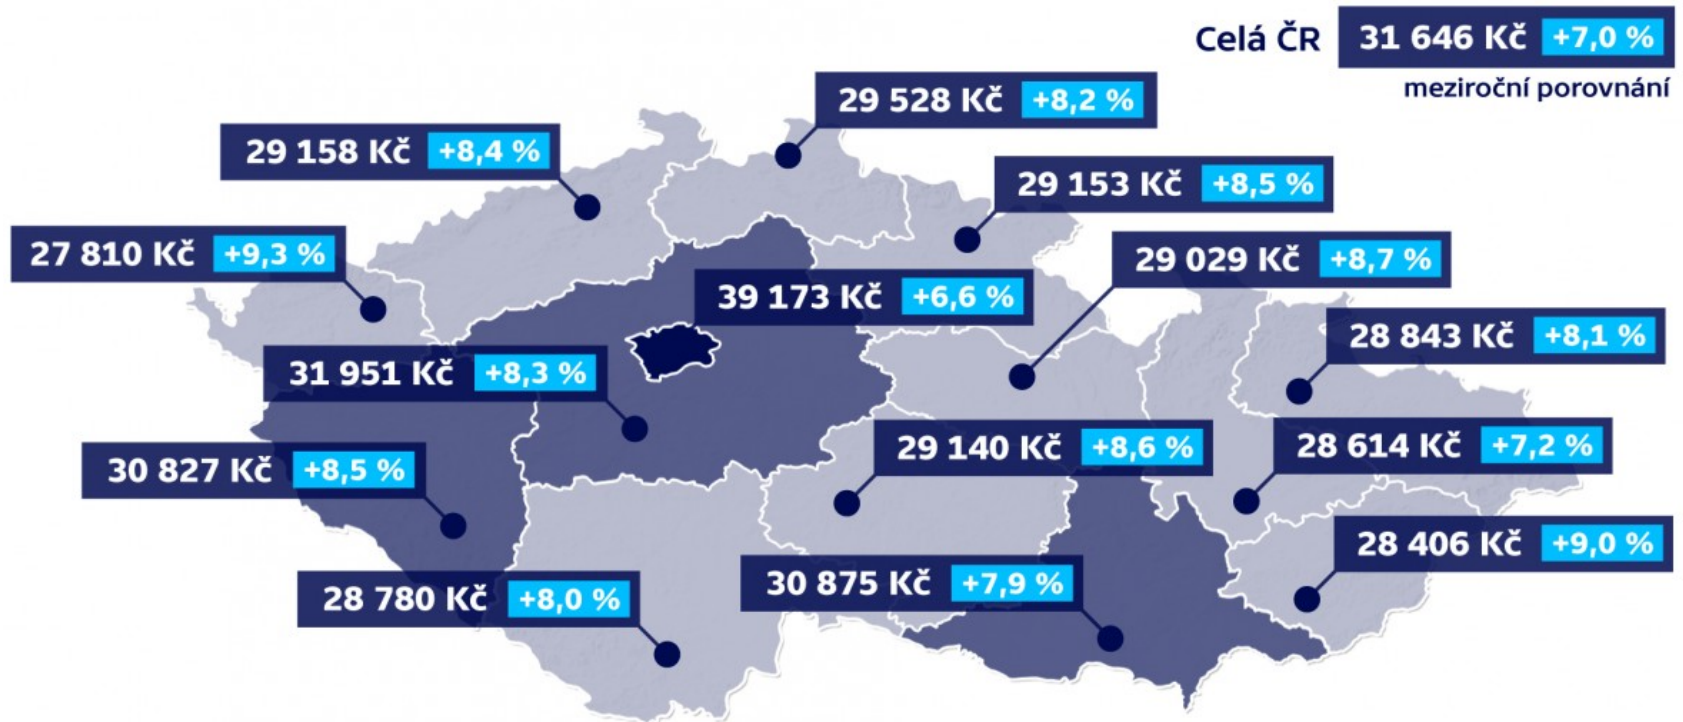 Celá ČR 31 646 Kč +7,0 %
meziroční porovnání
29 528 Kč +8,2 %
29 158 Kč +8,4 %
29 153 Kč +8,5 %
27 810 Kč +9,3 %
29 029 Kč +8,7 %
39 173 Kč +6,6 %
28 843 Kč +8,1 %
31 951 Kč +8,3 %
29 140 Kč +8,6 %
28 614 Kč +7,2 %
30 827 Kč +8,5 %
28 406 Kč +9,0 %
30 875 Kč +7,9 %
28 780 Kč +8,0 %